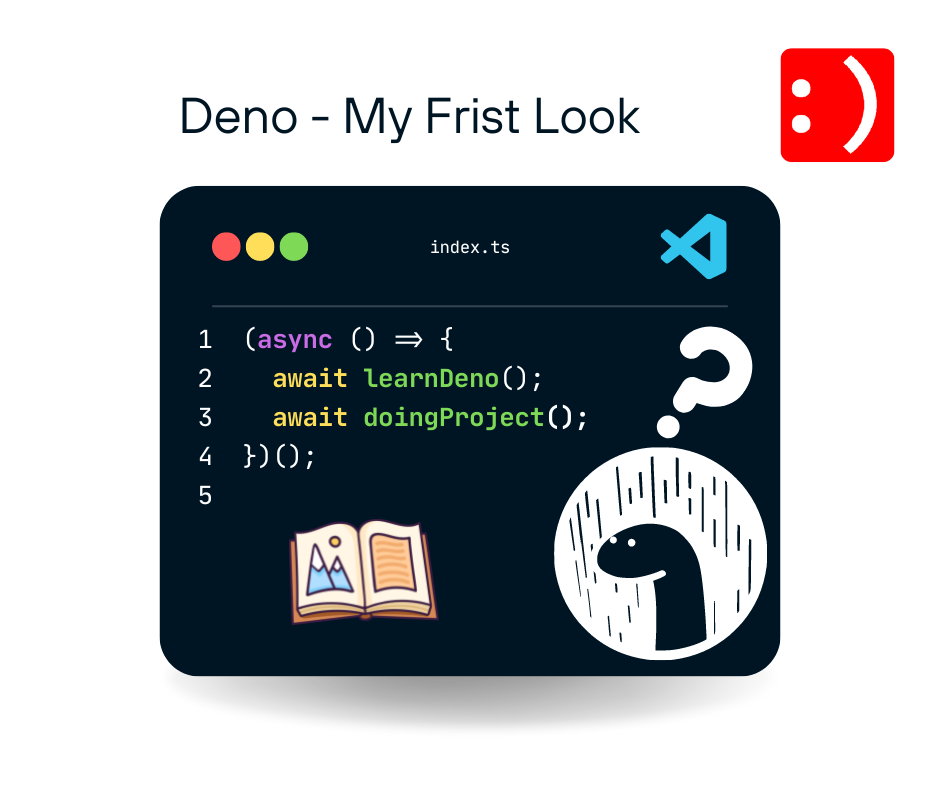 Deno - My Frist Look
:)
index.ts
1 (async () => {
2   await learnDeno();
3   await doingProject();
4 })();
5
?